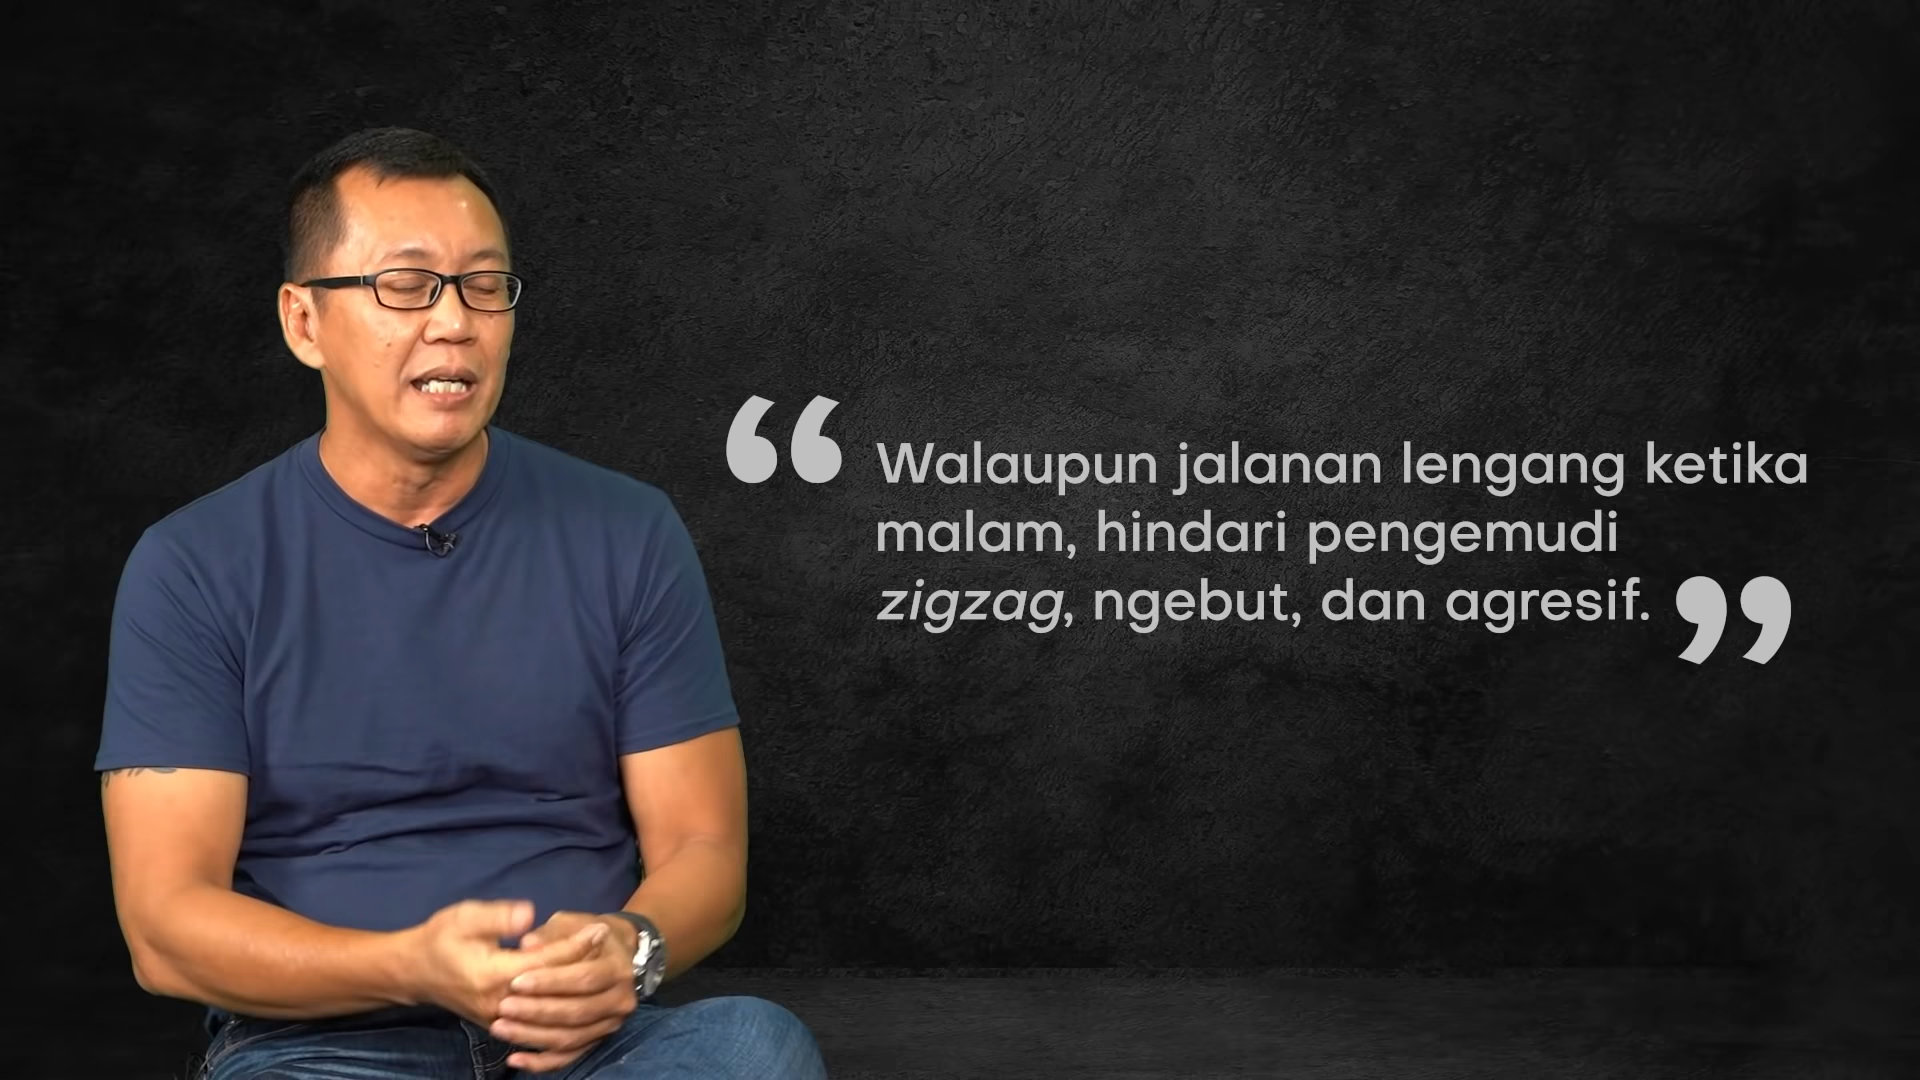 “Walaupun jalanan lengang ketika
malam, hindari pengemudi
zigzag, ngebut, dan agresif.”